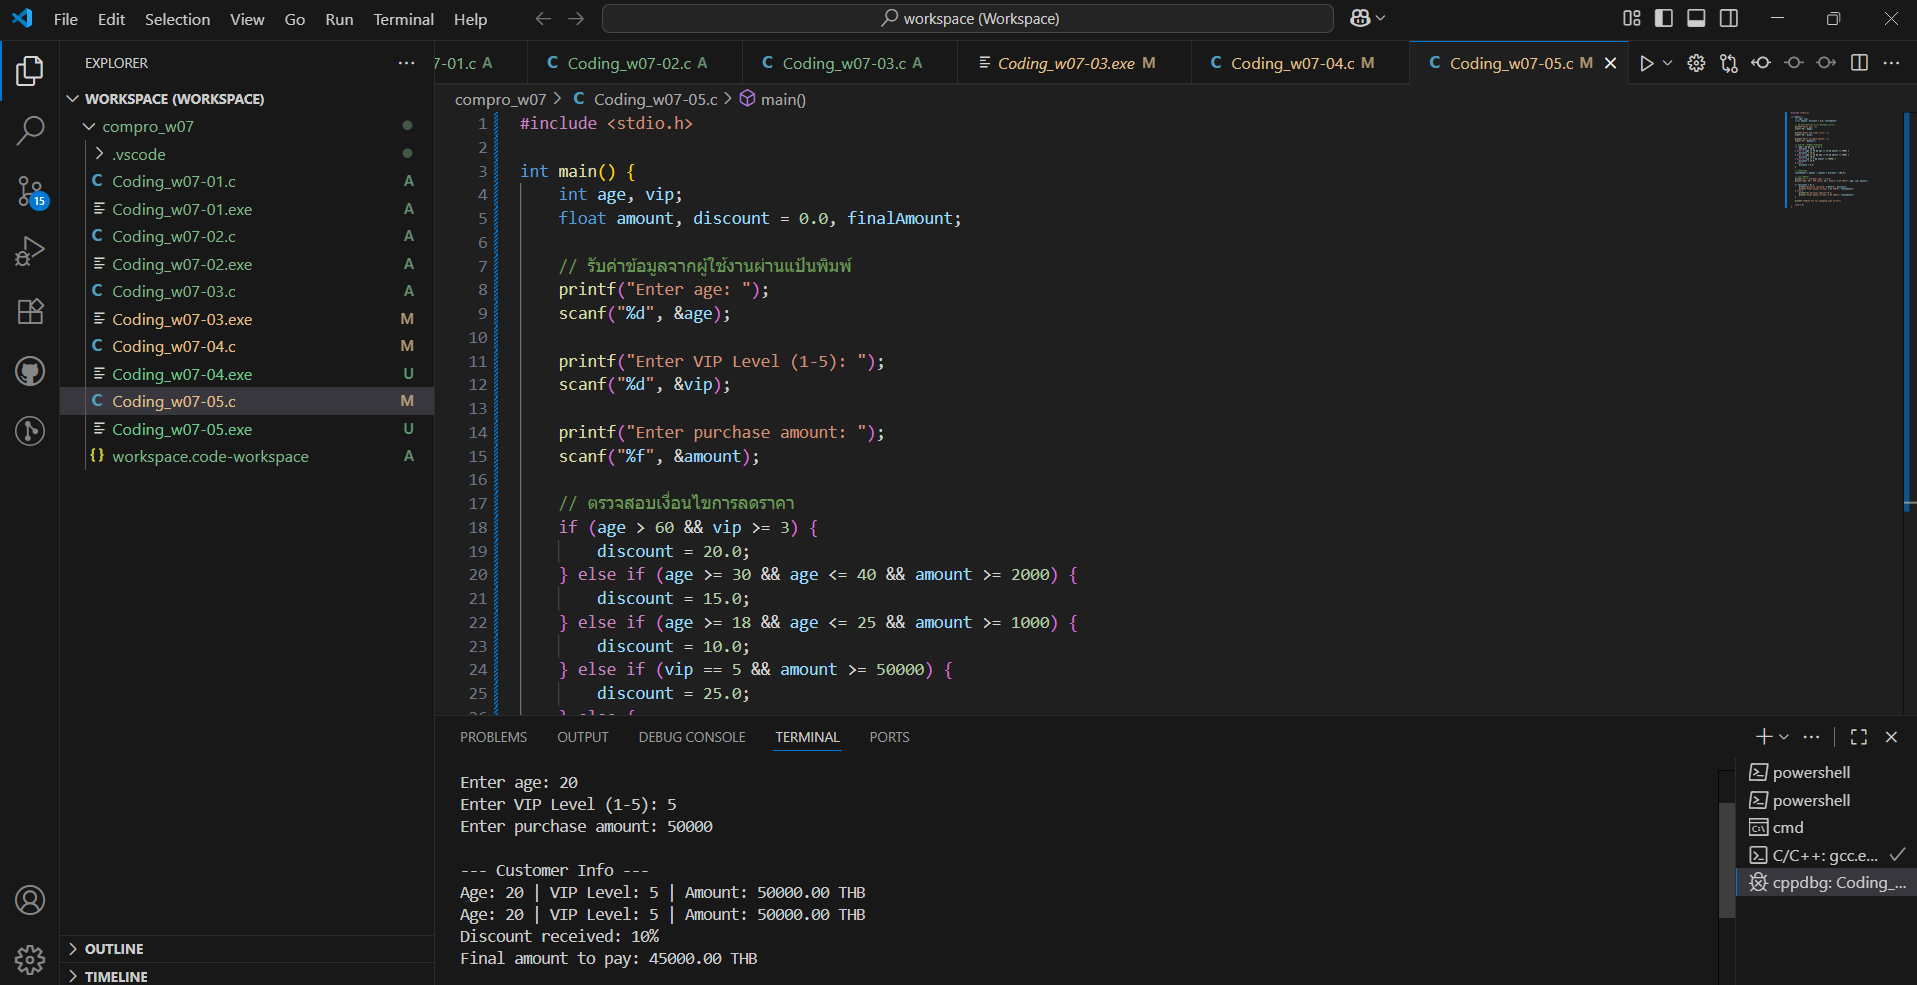 File Edit Selection View Go Run Terminal Help
workspace (Workspace)
EXPLORER
WORKSPACE (WORKSPACE)
compro_w07
.vscode
C Coding_w07-01.c A
Coding_w07-01.exe A
C Coding_w07-02.c A
Coding_w07-02.exe A
C Coding_w07-03.c A
Coding_w07-03.exe M
C Coding_w07-04.c M
Coding_w07-04.exe U
C Coding_w07-05.c M
Coding_w07-05.exe U
{} workspace.code-workspace A
15
OUTLINE
TIMELINE
7-01.c A C Coding_w07-02.c A C Coding_w07-03.c A Coding_w07-03.exe M C Coding_w07-04.c M C Coding_w07-05.c M
compro_w07 > C Coding_w07-05.c > main()
1 #include <stdio.h>
2
3 int main() {
4 int age, vip;
5 float amount, discount = 0.0, finalAmount;
6
7 // รับค่าข้อมูลจากผู้ใช้งานผ่านแป้นพิมพ์
8 printf("Enter age: ");
9 scanf("%d", &age);
10
11 printf("Enter VIP Level (1-5): ");
12 scanf("%d", &vip);
13
14 printf("Enter purchase amount: ");
15 scanf("%f", &amount);
16
17 // ตรวจสอบเงื่อนไขการลดราคา
18 if (age > 60 && vip >= 3) {
19 discount = 20.0;
20 } else if (age >= 30 && age <= 40 && amount >= 2000) {
21 discount = 15.0;
22 } else if (age >= 18 && age <= 25 && amount >= 1000) {
23 discount = 10.0;
24 } else if (vip == 5 && amount >= 50000) {
25 discount = 25.0;
26 } else {
PROBLEMS OUTPUT DEBUG CONSOLE TERMINAL PORTS
Enter age: 20
Enter VIP Level (1-5): 5
Enter purchase amount: 50000
--- Customer Info ---
Age: 20 | VIP Level: 5 | Amount: 50000.00 THB
Age: 20 | VIP Level: 5 | Amount: 50000.00 THB
Discount received: 10%
Final amount to pay: 45000.00 THB
powershell
powershell
cmd
C/C++: gcc.e...
cppdbg: Coding_...